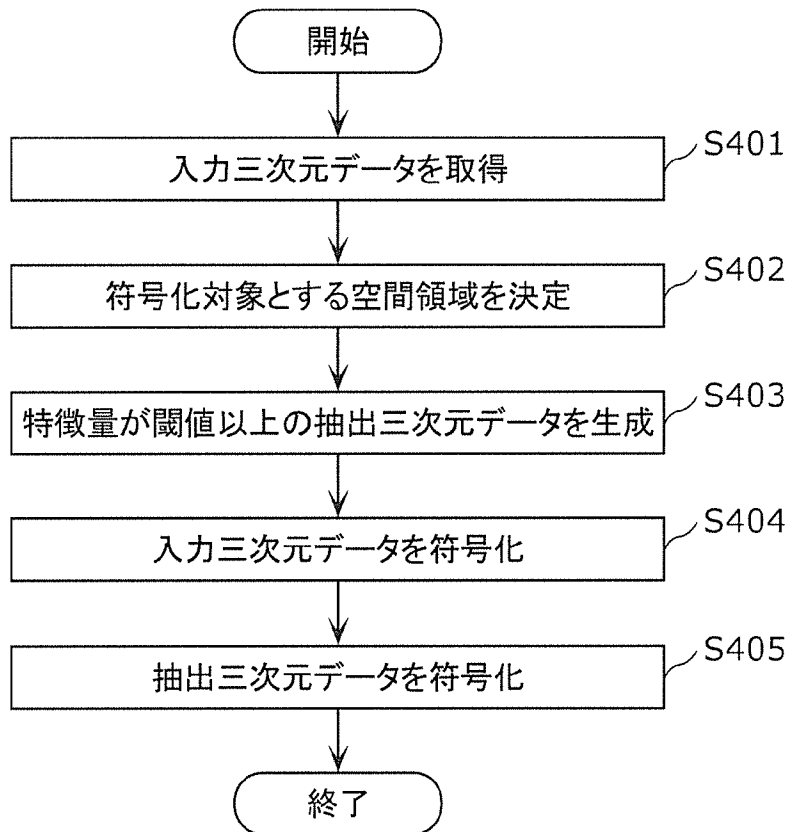 開始
S401
入力三次元データを取得
S402
符号化対象とする空間領域を決定
S403
特徴量が閾値以上の抽出三次元データを生成
S404
入力三次元データを符号化
S405
抽出三次元データを符号化
終了